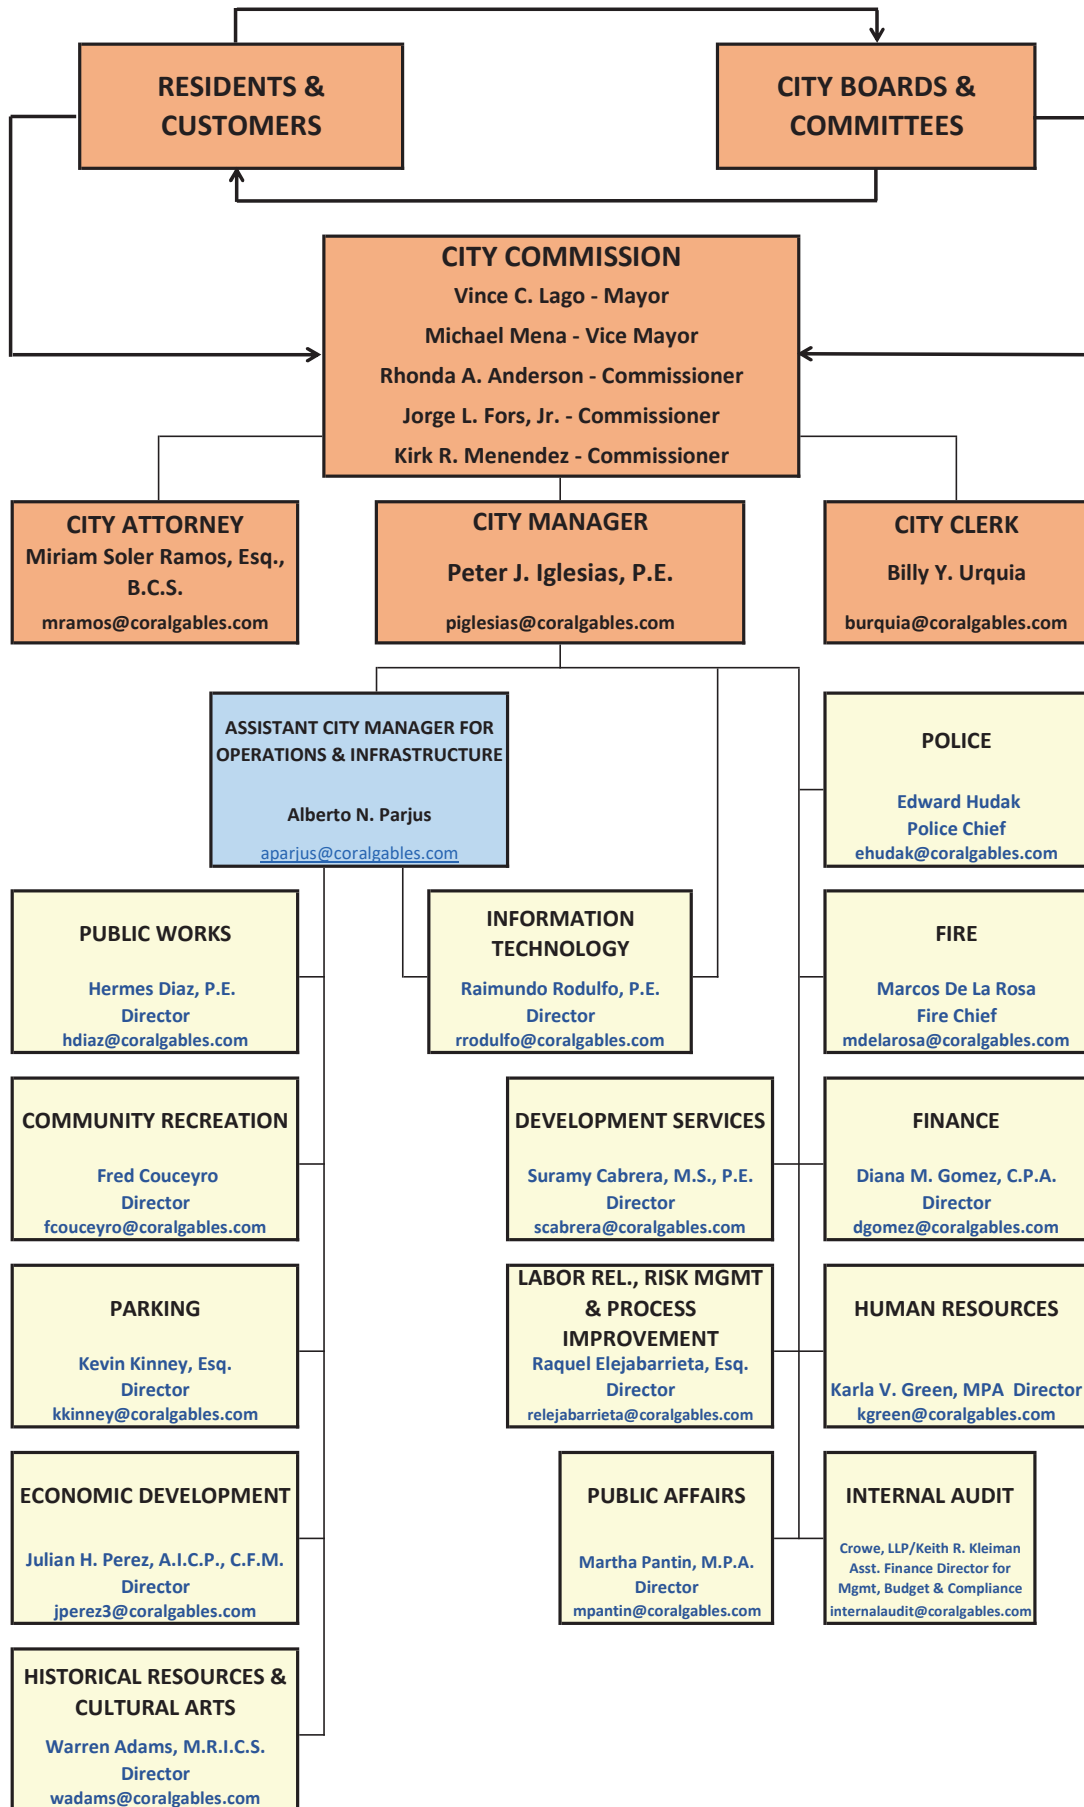 RESIDENTS &
CUSTOMERS
CITY BOARDS &
COMMITTEES
CITY COMMISSION
Vince C. Lago - Mayor
Michael Mena - Vice Mayor
Rhonda A. Anderson - Commissioner
Jorge L. Fors, Jr. - Commissioner
Kirk R. Menendez - Commissioner
CITY ATTORNEY
Miriam Soler Ramos, Esq.,
B.C.S.
mramos@coralgables.com
CITY MANAGER
Peter J. Iglesias, P.E.
piglesias@coralgables.com
CITY CLERK
Billy Y. Urquia
burquia@coralgables.com
ASSISTANT CITY MANAGER FOR
OPERATIONS & INFRASTRUCTURE
Alberto N. Parjus
aparjus@coralgables.com
POLICE
Edward Hudak
Police Chief
ehudak@coralgables.com
PUBLIC WORKS
Hermes Diaz, P.E.
Director
hdiaz@coralgables.com
INFORMATION
TECHNOLOGY
Raimundo Rodulfo, P.E.
Director
rrodulfo@coralgables.com
FIRE
Marcos De La Rosa
Fire Chief
mdelarosa@coralgables.com
COMMUNITY RECREATION
Fred Couceyro
Director
fcouceyro@coralgables.com
DEVELOPMENT SERVICES
Suramy Cabrera, M.S., P.E.
Director
scabrera@coralgables.com
FINANCE
Diana M. Gomez, C.P.A.
Director
dgomez@coralgables.com
PARKING
Kevin Kinney, Esq.
Director
kkinney@coralgables.com
LABOR REL., RISK MGMT
& PROCESS
IMPROVEMENT
Raquel Elejabarrieta, Esq.
Director
relejabarrieta@coralgables.com
HUMAN RESOURCES
Karla V. Green, MPA Director
kgreen@coralgables.com
ECONOMIC DEVELOPMENT
Julian H. Perez, A.I.C.P., C.F.M.
Director
jperez3@coralgables.com
PUBLIC AFFAIRS
Martha Pantin, M.P.A.
Director
mpantin@coralgables.com
INTERNAL AUDIT
Crowe, LLP/Keith R. Kleiman
Asst. Finance Director for
Mgmt, Budget & Compliance
internalaudit@coralgables.com
HISTORICAL RESOURCES &
CULTURAL ARTS
Warren Adams, M.R.I.C.S.
Director
wadams@coralgables.com